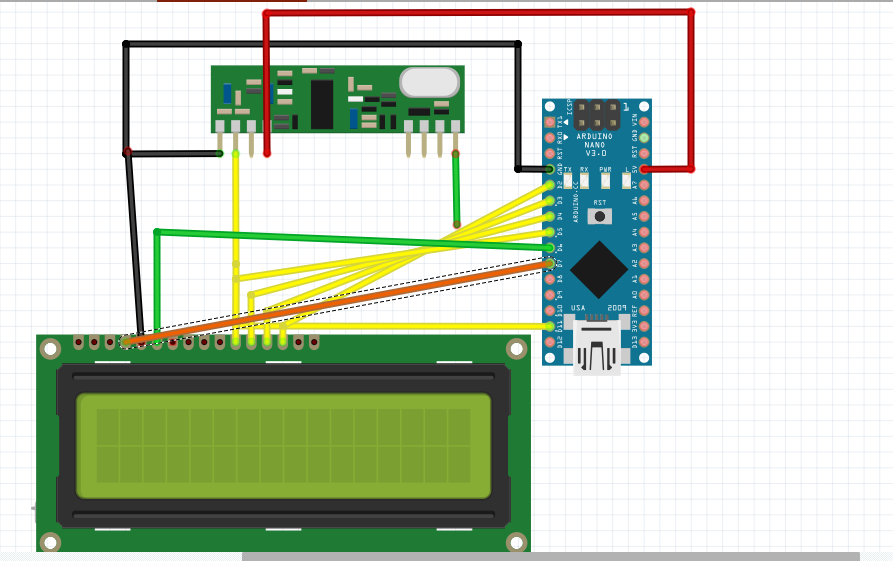 ICSP
1
ARDUINO
NANO
V3.0
TX1
RX0
RST
GND
D2
D3
D4
D5
D6
D7
D8
D9
D10
D11
D12
VIN
GND
RST
5V
A7
A6
A5
A4
A3
A2
A1
A0
REF
3V3
D13
TX RX PWR L
RST
ARDUINO.CC
USA
2009